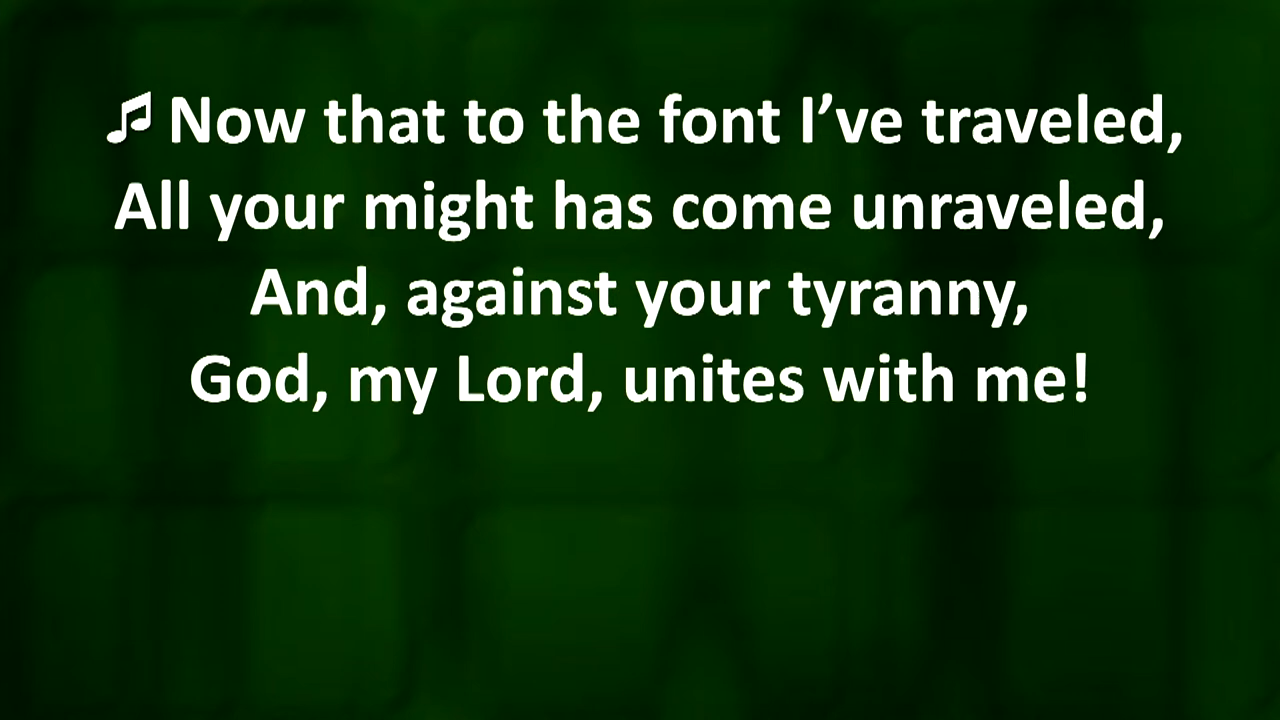 ♫ Now that to the font I’ve traveled,
All your might has come unraveled,
And, against your tyranny,
God, my Lord, unites with me!